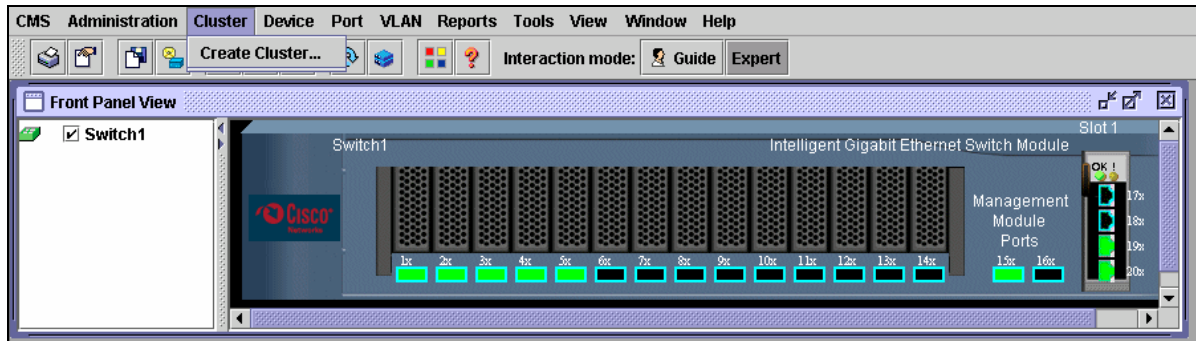 CMS Administration Cluster Device Port VLAN Reports Tools View Window Help
Create Cluster...
Interaction mode: Guide Expert
Front Panel View
Switch1
Slot 1
Switch1 Intelligent Gigabit Ethernet Switch Module
OK !
Cisco
Networks
Management
Module
Ports
17x
18x
19x
20x
1x 2x 3x 4x 5x 6x 7x 8x 9x 10x 11x 12x 13x 14x 15x 16x